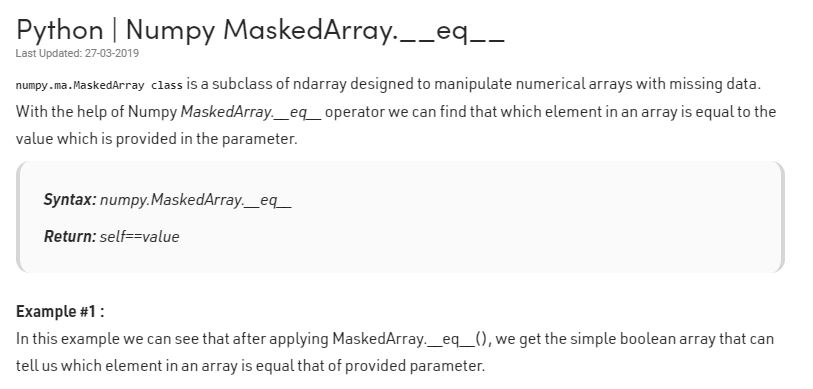 Python | Numpy MaskedArray.__eq__
Last Updated: 27-03-2019
numpy.ma.MaskedArray class is a subclass of ndarray designed to manipulate numerical arrays with missing data.
With the help of Numpy MaskedArray.__eq__ operator we can find that which element in an array is equal to the
value which is provided in the parameter.
Syntax: numpy.MaskedArray.__eq__
Return: self==value
Example #1 :
In this example we can see that after applying MaskedArray.__eq__(), we get the simple boolean array that can
tell us which element in an array is equal that of provided parameter.